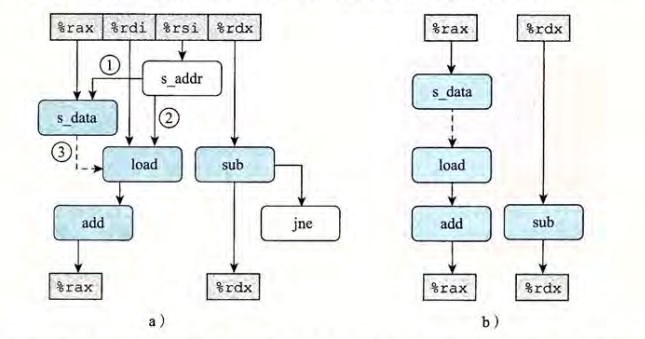 %rax %rdi %rsi %rdx %rax %rdx
① s_addr
s_data s_data
②
③
load sub load
add jne add sub
%rax %rdx %rax %rdx
a) b)